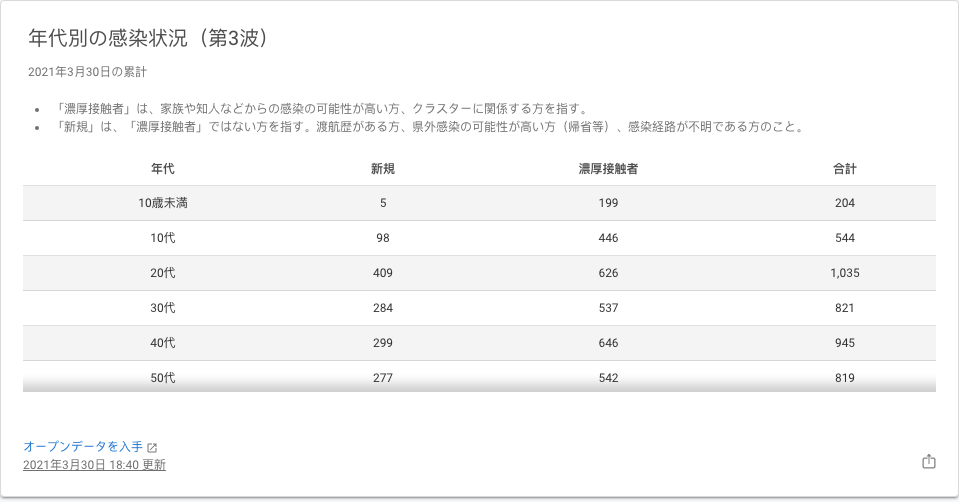 年代別の感染状況（第3波）
2021年3月30日の累計
• 「濃厚接触者」は、家族や知人などからの感染の可能性が高い方、クラスターに関係する方を指す。
• 「新規」は、「濃厚接触者」ではない方を指す。渡航歴がある方、県外感染の可能性が高い方（帰省等）、感染経路が不明である方のこと。
年代 新規 濃厚接触者 合計
10歳未満 5 199 204
10代 98 446 544
20代 409 626 1,035
30代 284 537 821
40代 299 646 945
50代 277 542 819
オープンデータを入手
2021年3月30日 18:40 更新